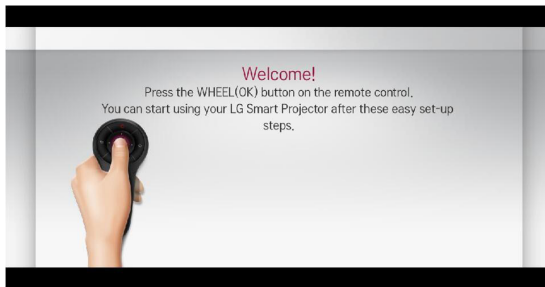 Welcome!
Press the WHEEL(OK) button on the remote control.
You can start using your LG Smart Projector after these easy set-up
steps.